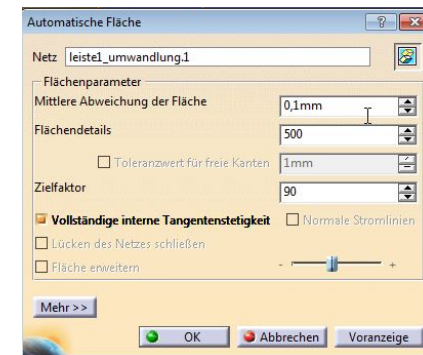 Automatische Fläche
Netz leiste1_umwandlung.1
Flächenparameter
Mittlere Abweichung der Fläche 0,1mm
Flächendetails 500
Toleranzwert für freie Kanten 1mm
Zielfaktor 90
Vollständige interne Tangentenstetigkeit Normale Stromlinien
Lücken des Netzes schließen
Fläche erweitern - +
Mehr >>
OK Abbrechen Voranzeige